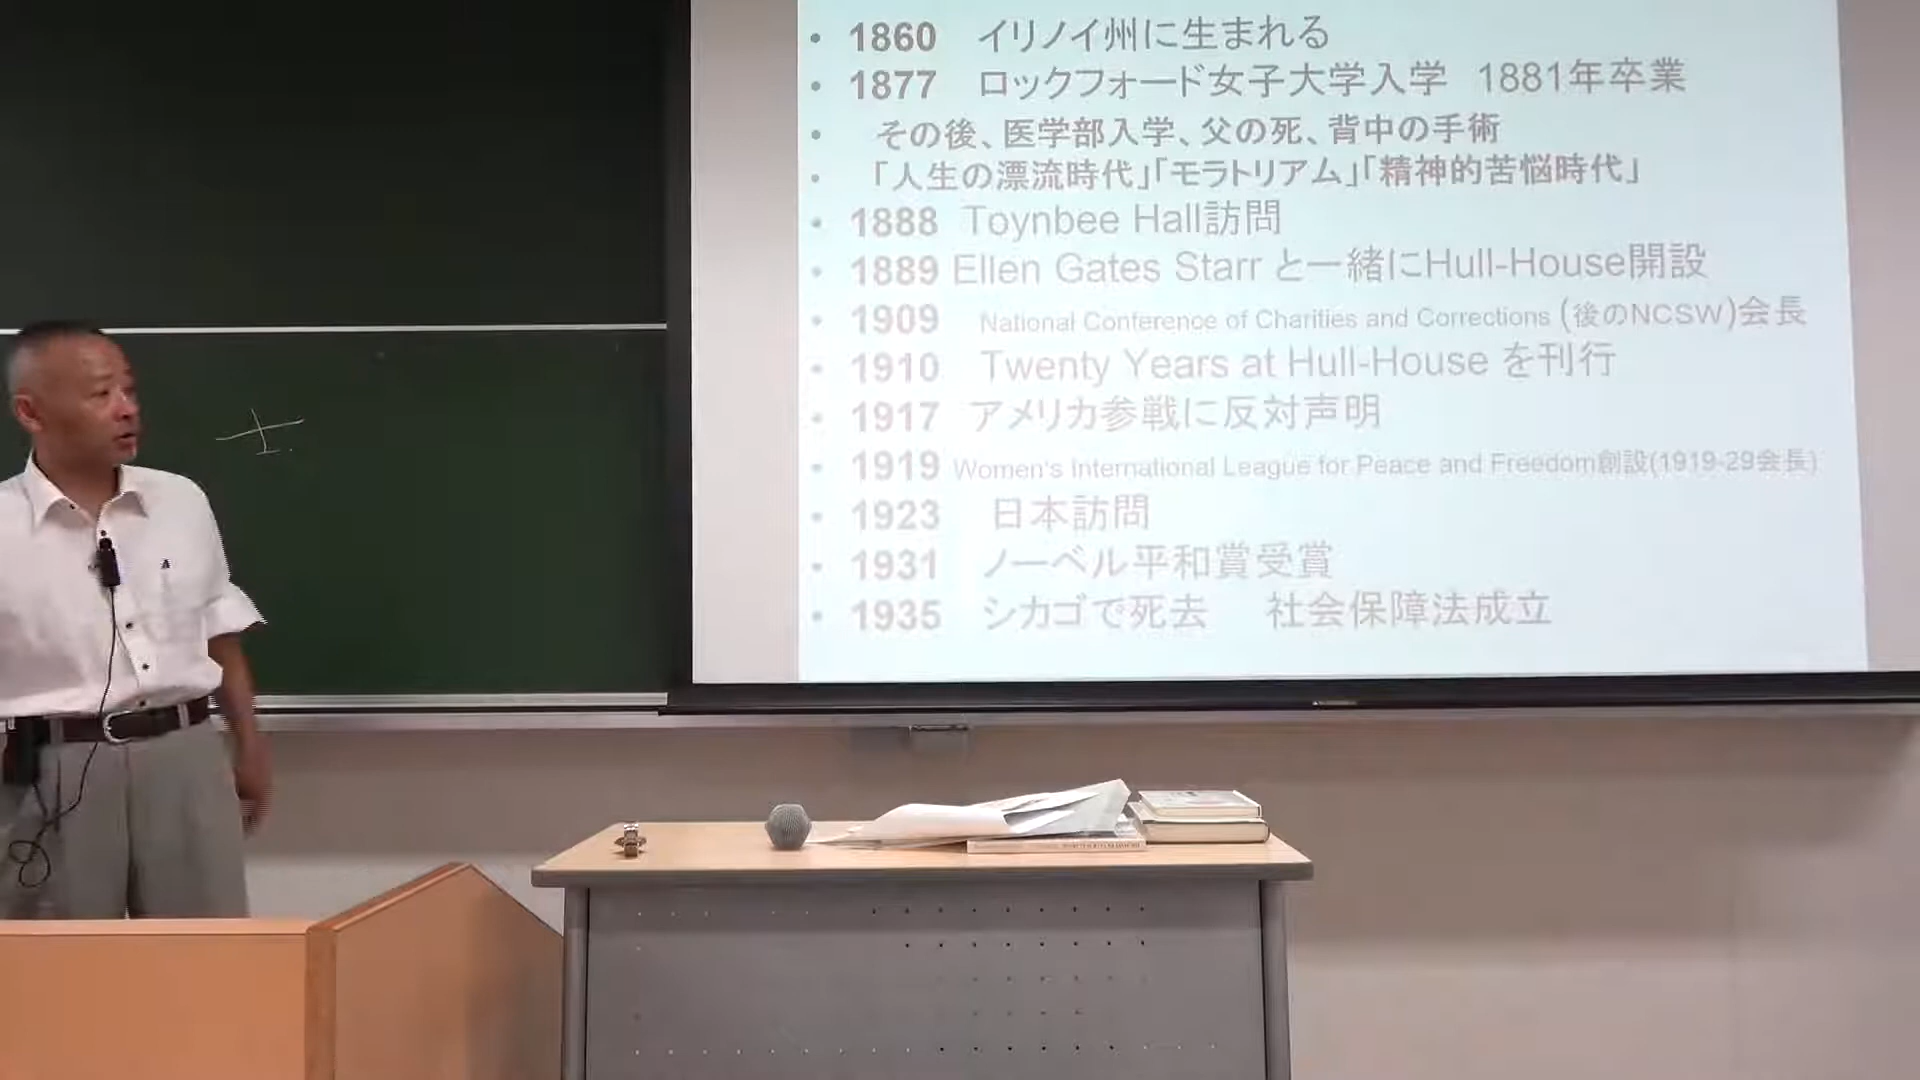 • 1860 イリノイ州に生まれる
• 1877 ロックフォード女子大学入学 1881年卒業
• その後、医学部入学、父の死、背中の手術
• 「人生の漂流時代」「モラトリアム」「精神的苦悩時代」
• 1888 Toynbee Hall訪問
• 1889 Ellen Gates Starr と一緒にHull-House開設
• 1909 National Conference of Charities and Corrections (後のNCSW)会長
• 1910 Twenty Years at Hull-House を刊行
• 1917 アメリカ参戦に反対声明
• 1919 Women's International League for Peace and Freedom創設(1919-29会長)
• 1923 日本訪問
• 1931 ノーベル平和賞受賞
• 1935 シカゴで死去 社会保障法成立